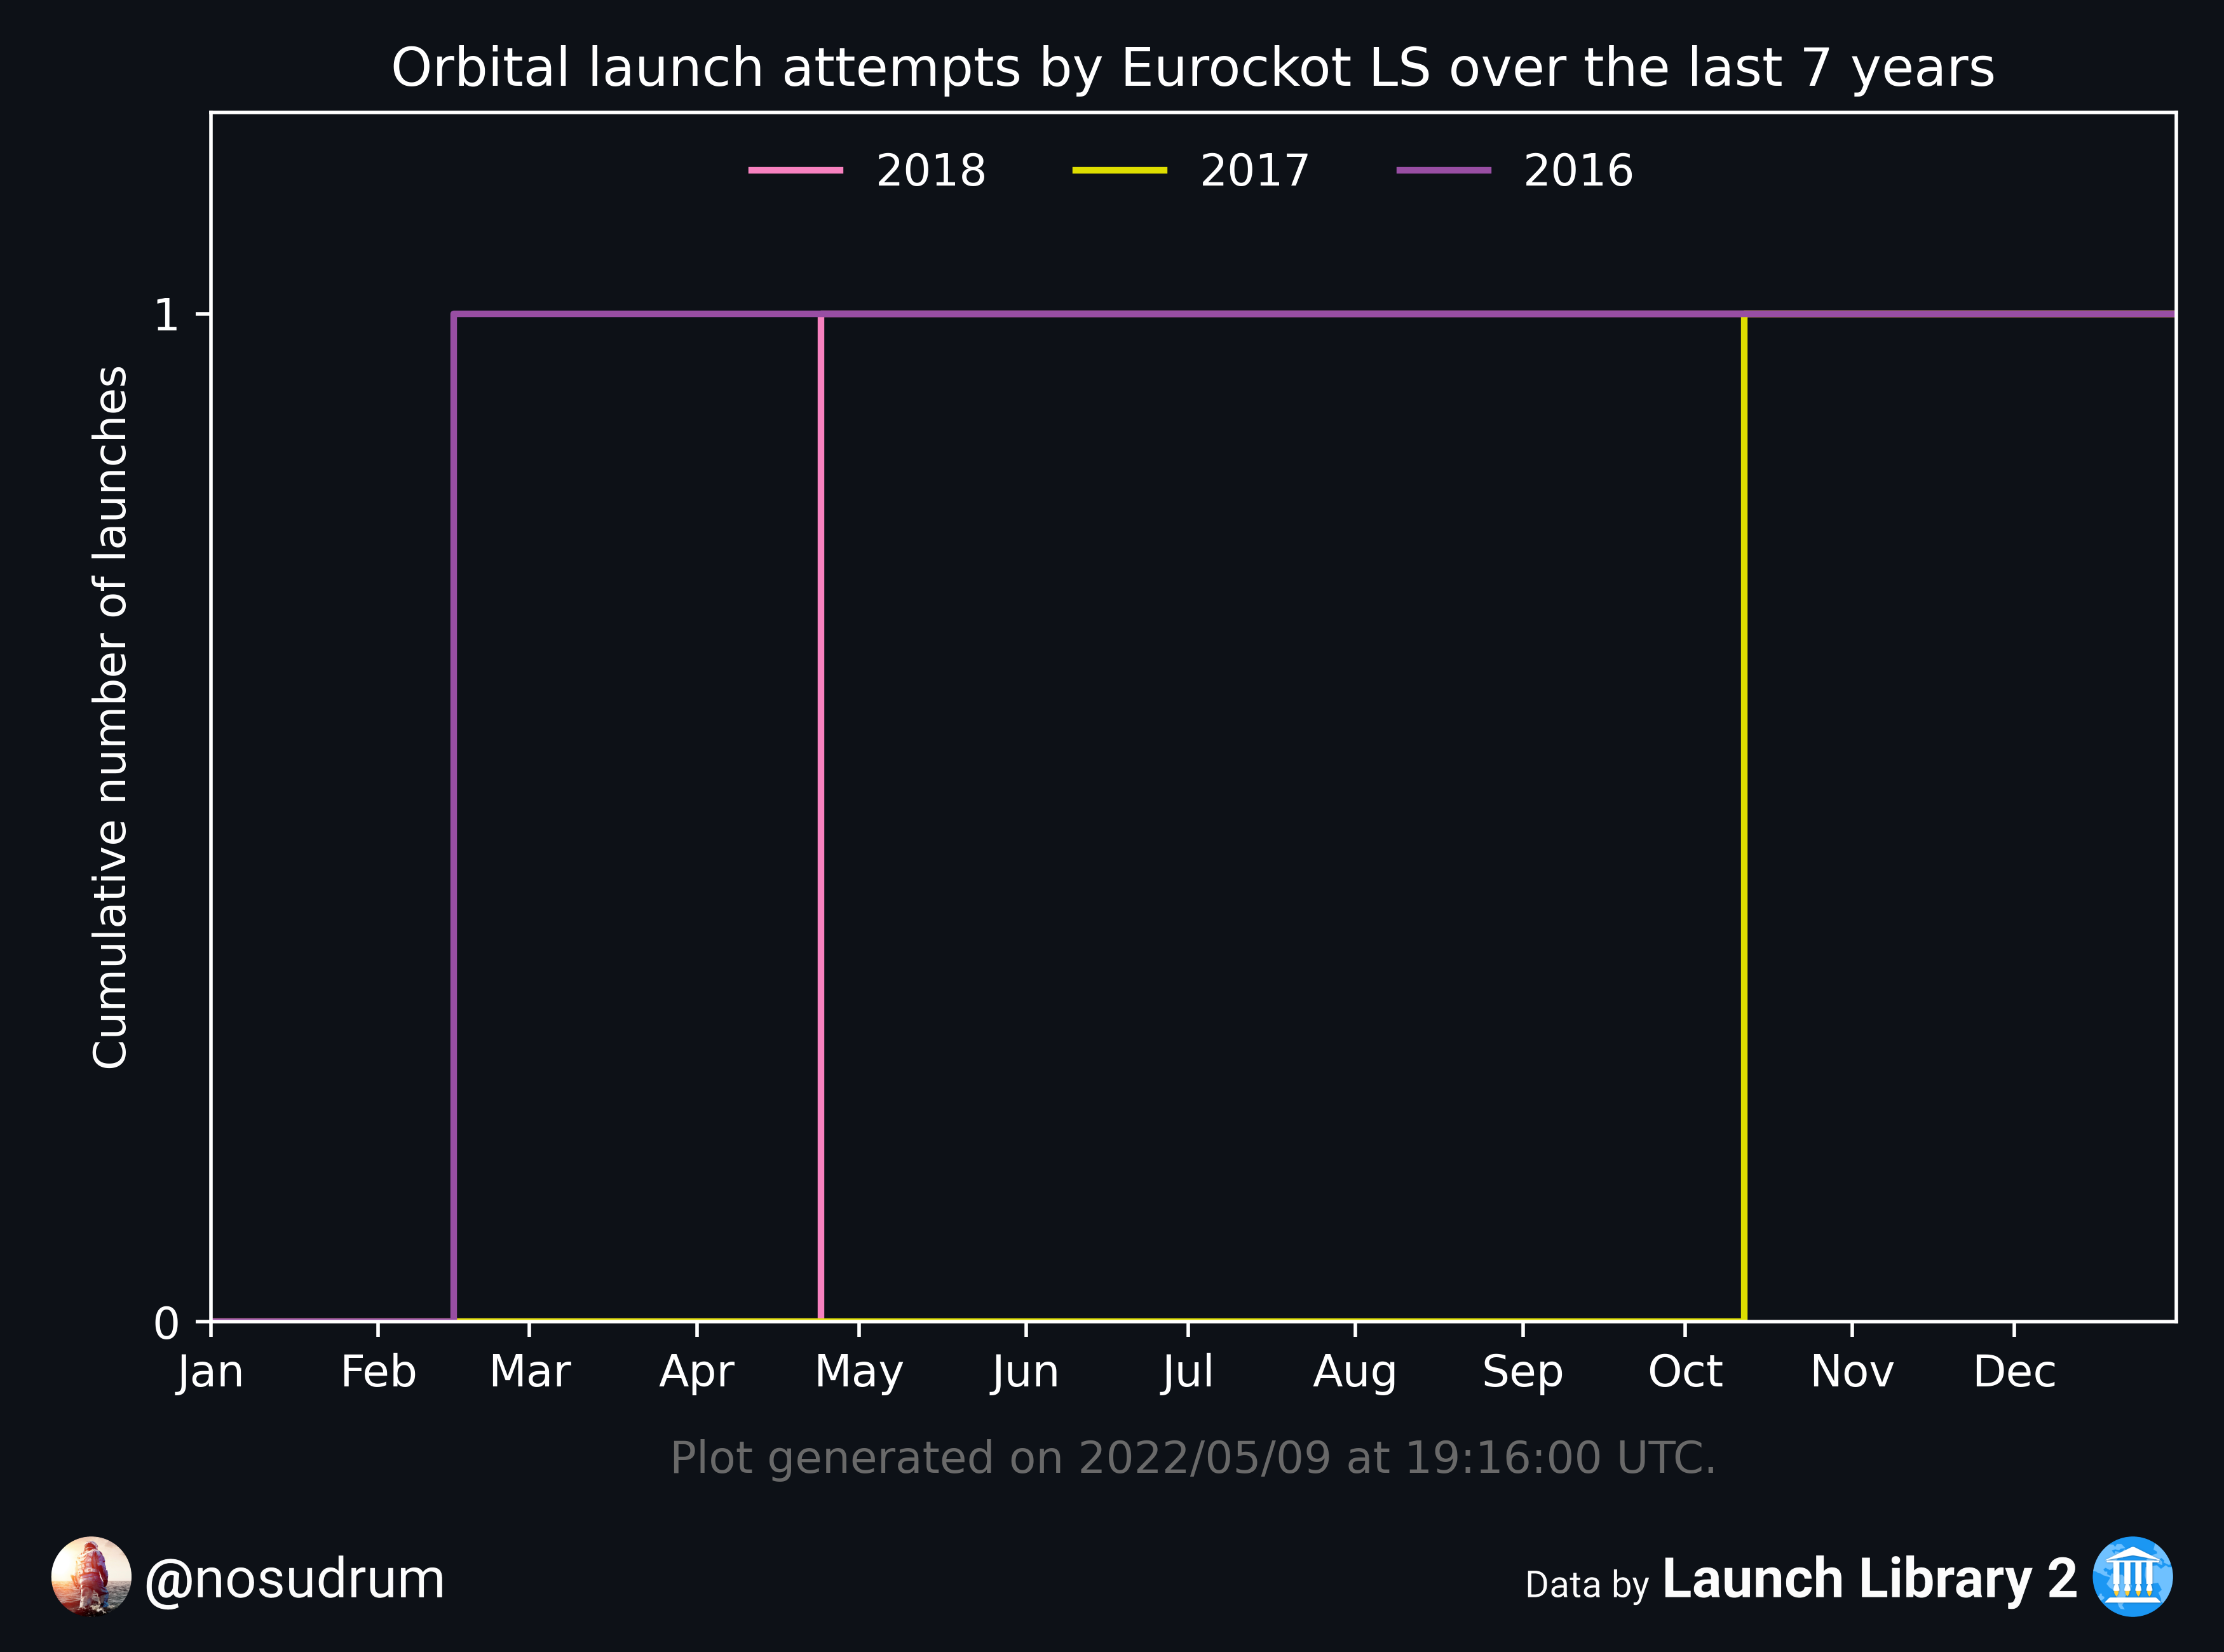 Orbital launch attempts by Eurockot LS over the last 7 years
2018 2017 2016
Cumulative number of launches
1
0
Jan Feb Mar Apr May Jun Jul Aug Sep Oct Nov Dec
Plot generated on 2022/05/09 at 19:16:00 UTC.
@nosudrum
Data by Launch Library 2